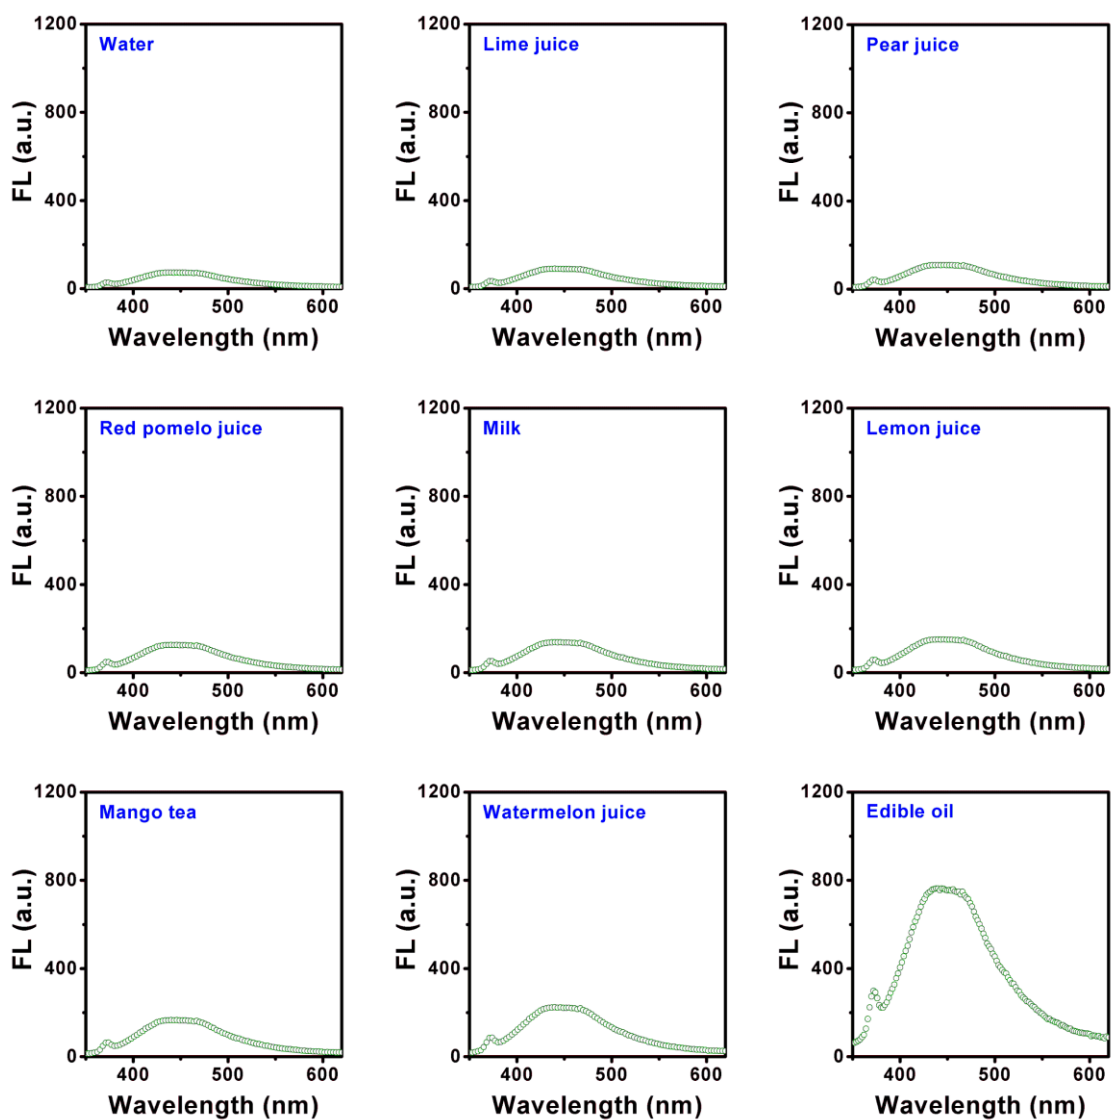 Water
1200
800
400
0
FL (a.u.)
400 500 600
Wavelength (nm)
Lime juice
1200
800
400
0
FL (a.u.)
400 500 600
Wavelength (nm)
Pear juice
1200
800
400
0
FL (a.u.)
400 500 600
Wavelength (nm)
Red pomelo juice
1200
800
400
0
FL (a.u.)
400 500 600
Wavelength (nm)
Milk
1200
800
400
0
FL (a.u.)
400 500 600
Wavelength (nm)
Lemon juice
1200
800
400
0
FL (a.u.)
400 500 600
Wavelength (nm)
Mango tea
1200
800
400
0
FL (a.u.)
400 500 600
Wavelength (nm)
Watermelon juice
1200
800
400
0
FL (a.u.)
400 500 600
Wavelength (nm)
Edible oil
1200
800
400
0
FL (a.u.)
400 500 600
Wavelength (nm)